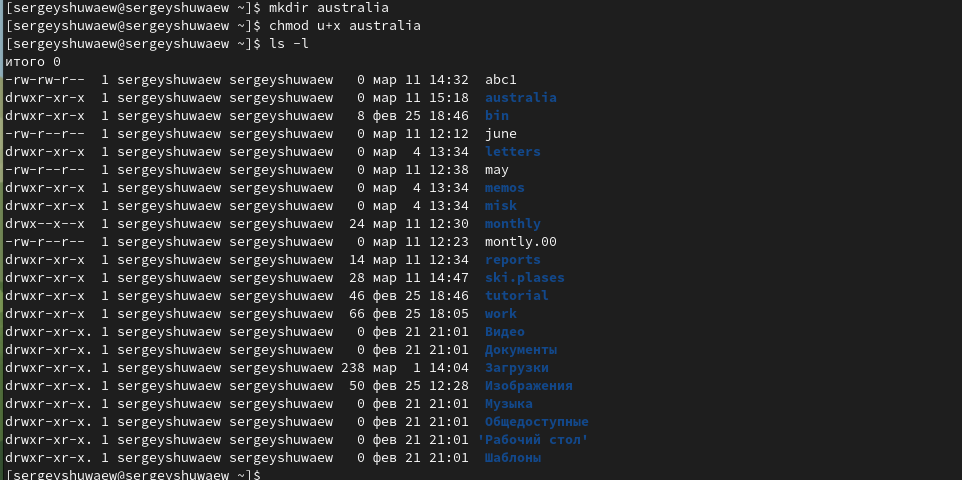 [sergeyshuwaew@sergeyshuwaew ~]$ mkdir australia
[sergeyshuwaew@sergeyshuwaew ~]$ chmod u+x australia
[sergeyshuwaew@sergeyshuwaew ~]$ ls -l
итого 0
-rw-rw-r--  1 sergeyshuwaew sergeyshuwaew   0 мар 11 14:32  abc1
drwxr-xr-x  1 sergeyshuwaew sergeyshuwaew   0 мар 11 15:18  australia
drwxr-xr-x  1 sergeyshuwaew sergeyshuwaew   8 фев 25 18:46  bin
-rw-r--r--  1 sergeyshuwaew sergeyshuwaew   0 мар 11 12:12  june
drwxr-xr-x  1 sergeyshuwaew sergeyshuwaew   0 мар  4 13:34  letters
-rw-r--r--  1 sergeyshuwaew sergeyshuwaew   0 мар 11 12:38  may
drwxr-xr-x  1 sergeyshuwaew sergeyshuwaew   0 мар  4 13:34  memos
drwxr-xr-x  1 sergeyshuwaew sergeyshuwaew   0 мар  4 13:34  misk
drwx--x--x  1 sergeyshuwaew sergeyshuwaew  24 мар 11 12:30  monthly
-rw-r--r--  1 sergeyshuwaew sergeyshuwaew   0 мар 11 12:23  montly.00
drwxr-xr-x  1 sergeyshuwaew sergeyshuwaew  14 мар 11 12:34  reports
drwxr-xr-x  1 sergeyshuwaew sergeyshuwaew  28 мар 11 14:47  ski.plases
drwxr-xr-x  1 sergeyshuwaew sergeyshuwaew  46 фев 25 18:46  tutorial
drwxr-xr-x  1 sergeyshuwaew sergeyshuwaew  66 фев 25 18:05  work
drwxr-xr-x. 1 sergeyshuwaew sergeyshuwaew   0 фев 21 21:01  Видео
drwxr-xr-x. 1 sergeyshuwaew sergeyshuwaew   0 фев 21 21:01  Документы
drwxr-xr-x. 1 sergeyshuwaew sergeyshuwaew 238 мар  1 14:04  Загрузки
drwxr-xr-x. 1 sergeyshuwaew sergeyshuwaew  50 фев 25 12:28  Изображения
drwxr-xr-x. 1 sergeyshuwaew sergeyshuwaew   0 фев 21 21:01  Музыка
drwxr-xr-x. 1 sergeyshuwaew sergeyshuwaew   0 фев 21 21:01  Общедоступные
drwxr-xr-x. 1 sergeyshuwaew sergeyshuwaew   0 фев 21 21:01 'Рабочий стол'
drwxr-xr-x. 1 sergeyshuwaew sergeyshuwaew   0 фев 21 21:01  Шаблоны
[sergeyshuwaew@sergeyshuwaew ~]$